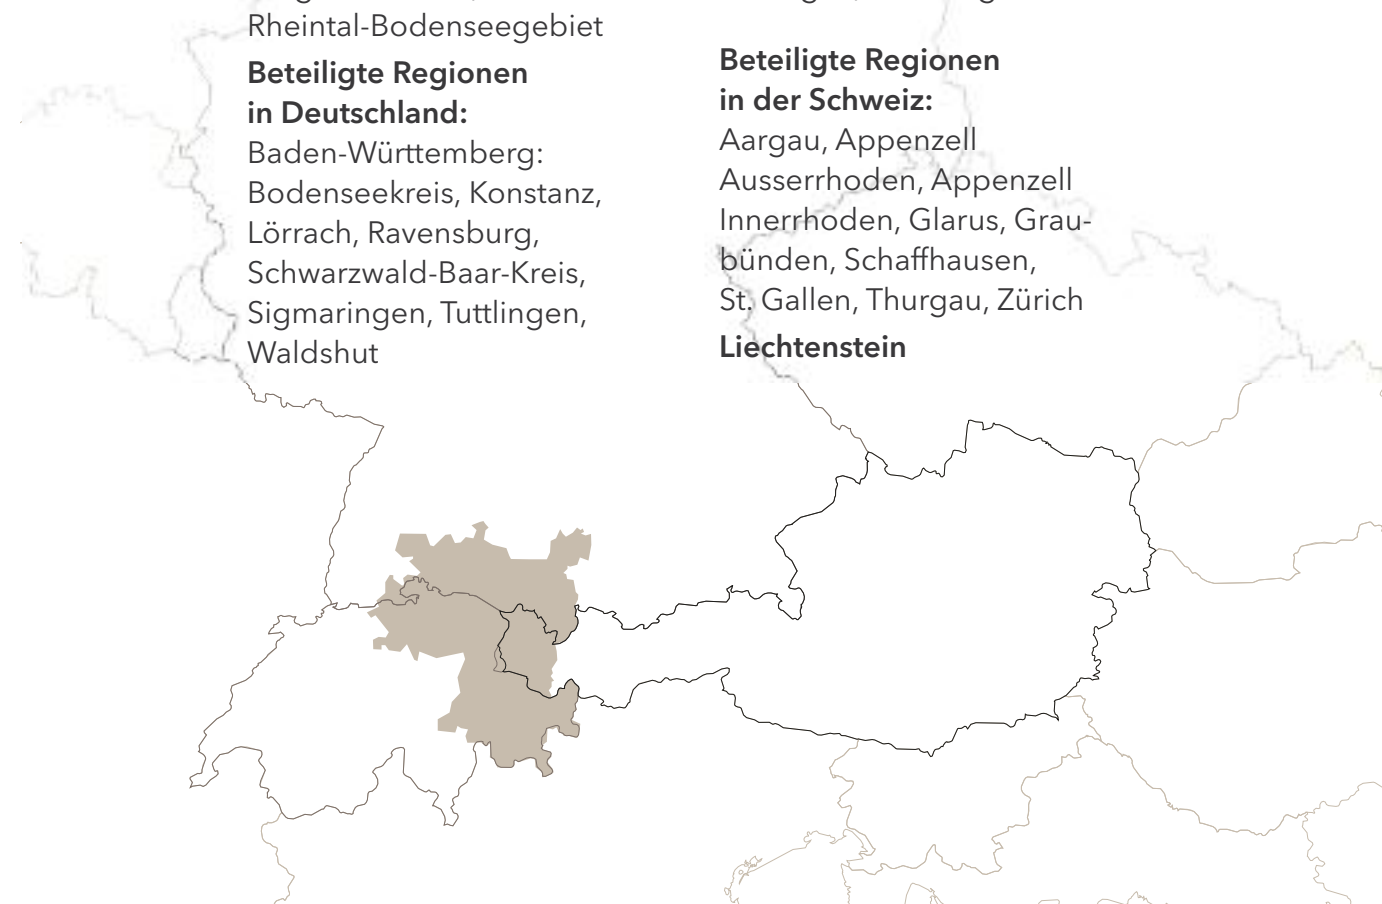 Rheintal-Bodenseegebiet
Beteiligte Regionen
in Deutschland:
Baden-Württemberg:
Bodenseekreis, Konstanz,
Lörrach, Ravensburg,
Schwarzwald-Baar-Kreis,
Sigmaringen, Tuttlingen,
Waldshut
Beteiligte Regionen
in der Schweiz:
Aargau, Appenzell
Ausserrhoden, Appenzell
Innerrhoden, Glarus, Grau-
bünden, Schaffhausen,
St. Gallen, Thurgau, Zürich
Liechtenstein